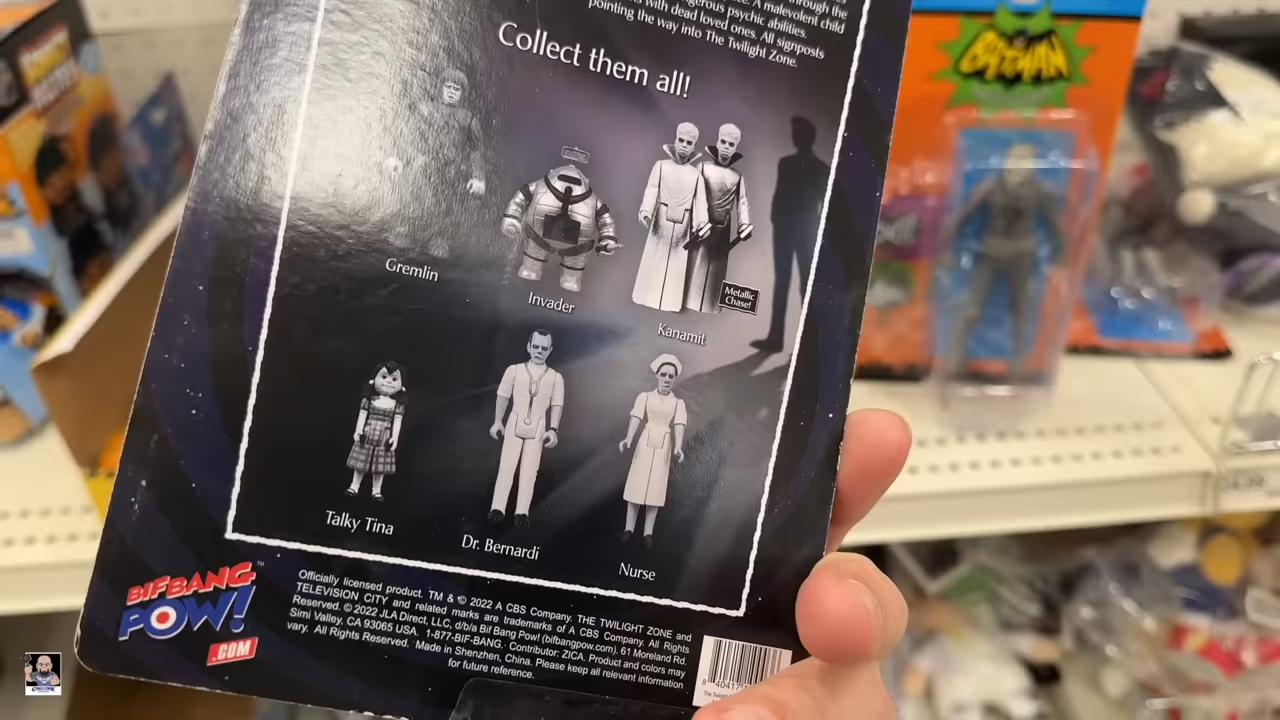 through the
A malevolent child
dangerous psychic abilities.
with dead loved ones. All signposts
pointing the way into The Twilight Zone.
Collect them all!
Gremlin
Invader
Metallic
Chase!
Kanamit
Talky Tina
Dr. Bernardi
Nurse
BIFBANG
POW!
.COM
TM
Officially licensed product. TM & © 2022 A CBS Company. THE TWILIGHT ZONE and
TELEVISION CITY and related marks are trademarks of A CBS Company. All Rights
Reserved. © 2022 JLA Direct, LLC, d/b/a Bif Bang Pow! (bifbangpow.com). 61 Moreland Rd.
Simi Valley, CA 93065 USA. 1-877-BIF-BANG. Contributor: ZICA. Product and colors may
vary. All Rights Reserved. Made in Shenzhen, China. Please keep all relevant information
for future reference.
The Twilight
BATMAN